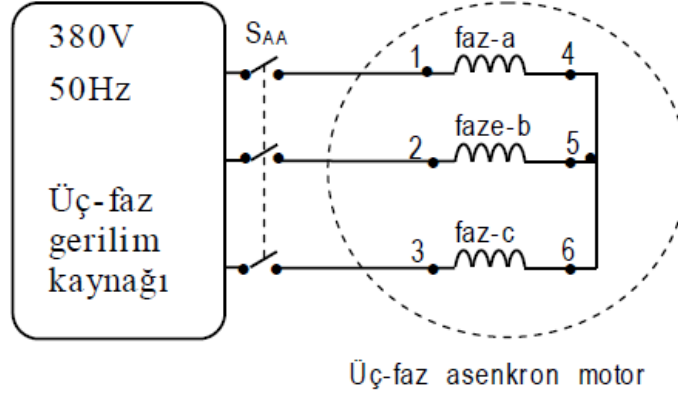 380V
50Hz
Üç-faz
gerilim
kaynağı
SAA
1
faz-a
4
2
faze-b
5
3
faz-c
6
Üç-faz asenkron motor